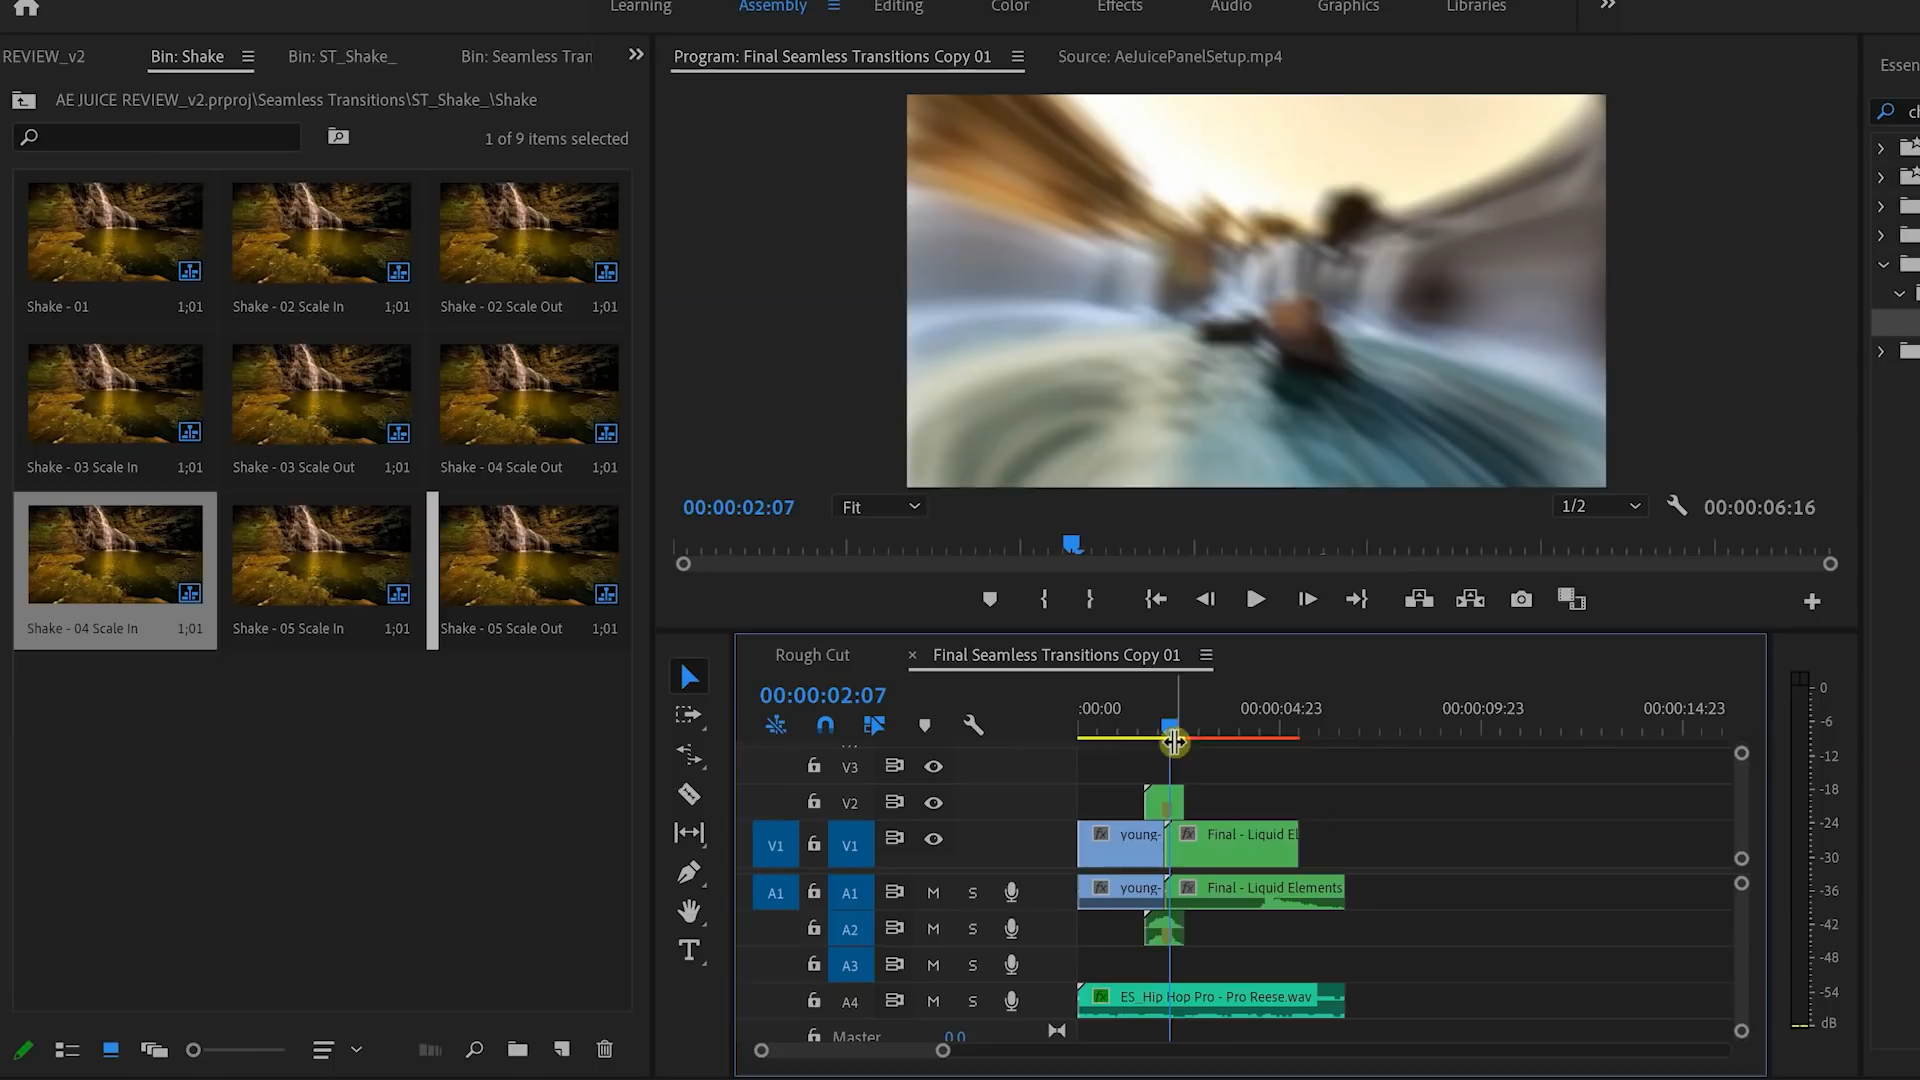 Learning Assembly Editing Color Effects Audio Graphics Libraries
REVIEW_v2 Bin: Shake Bin: ST_Shake_ Bin: Seamless Tran
Program: Final Seamless Transitions Copy 01 Source: AeJuicePanelSetup.mp4
Essen
AE JUICE REVIEW_v2.prproj\Seamless Transitions\ST_Shake_\Shake
ch
1 of 9 items selected
Shake - 01 1;01
Shake - 02 Scale In 1;01
Shake - 02 Scale Out 1;01
Shake - 03 Scale In 1;01
Shake - 03 Scale Out 1;01
Shake - 04 Scale Out 1;01
Shake - 04 Scale In 1;01
Shake - 05 Scale In 1;01
Shake - 05 Scale Out 1;01
00:00:02:07 Fit 1/2 00:00:06:16
Rough Cut × Final Seamless Transitions Copy 01
00:00:02:07
:00:00 00:00:04:23 00:00:09:23 00:00:14:23
V3
V2
V1 V1 fx young- fx Final - Liquid El
A1 A1 M S fx young- fx Final - Liquid Elements
A2 M S
A3 M S
A4 M S fx ES_Hip Hop Pro - Pro Reese.wav
Master 0.0
0
-6
-12
-18
-24
-30
-36
-42
-48
-54
dB